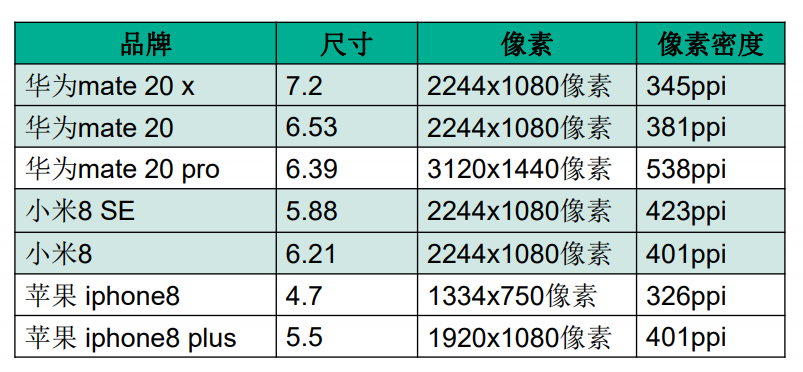 品牌 尺寸 像素 像素密度
华为mate 20 x 7.2 2244x1080像素 345ppi
华为mate 20 6.53 2244x1080像素 381ppi
华为mate 20 pro 6.39 3120x1440像素 538ppi
小米8 SE 5.88 2244x1080像素 423ppi
小米8 6.21 2244x1080像素 401ppi
苹果 iphone8 4.7 1334x750像素 326ppi
苹果 iphone8 plus 5.5 1920x1080像素 401ppi